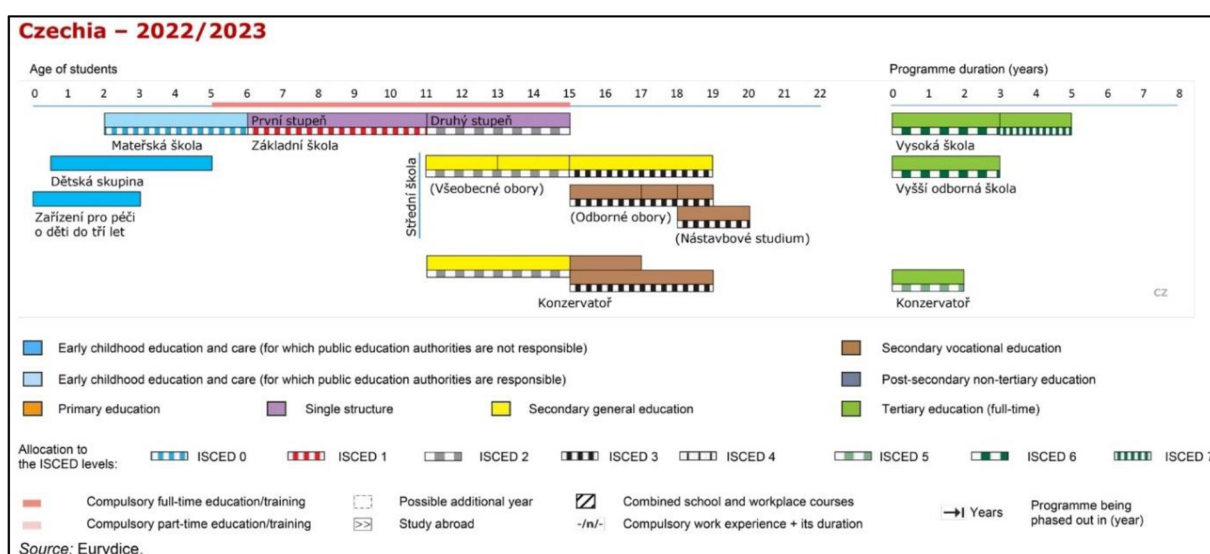 Czechia – 2022/2023
Age of students
Programme duration (years)
0 1 2 3 4 5 6 7 8 9 10 11 12 13 14 15 16 17 18 19 20 21 22
0 1 2 3 4 5 6 7 8
První stupeň
Druhý stupeň
Mateřská škola
Základní škola
Vysoká škola
Dětská skupina
(Všeobecné obory)
Vyšší odborná škola
Střední škola
Zařízení pro péči
o děti do tří let
(Odborné obory)
(Nástavbové studium)
Konzervatoř
Konzervatoř
CZ
Early childhood education and care (for which public education authorities are not responsible)
Secondary vocational education
Early childhood education and care (for which public education authorities are responsible)
Post-secondary non-tertiary education
Primary education
Single structure
Secondary general education
Tertiary education (full-time)
Allocation to
the ISCED levels:
ISCED 0
ISCED 1
ISCED 2
ISCED 3
ISCED 4
ISCED 5
ISCED 6
ISCED 7
Compulsory full-time education/training
Possible additional year
Combined school and workplace courses
Years
Programme being
phased out in (year)
Compulsory part-time education/training
>> Study abroad
-/n/- Compulsory work experience + its duration
Source: Eurydice.